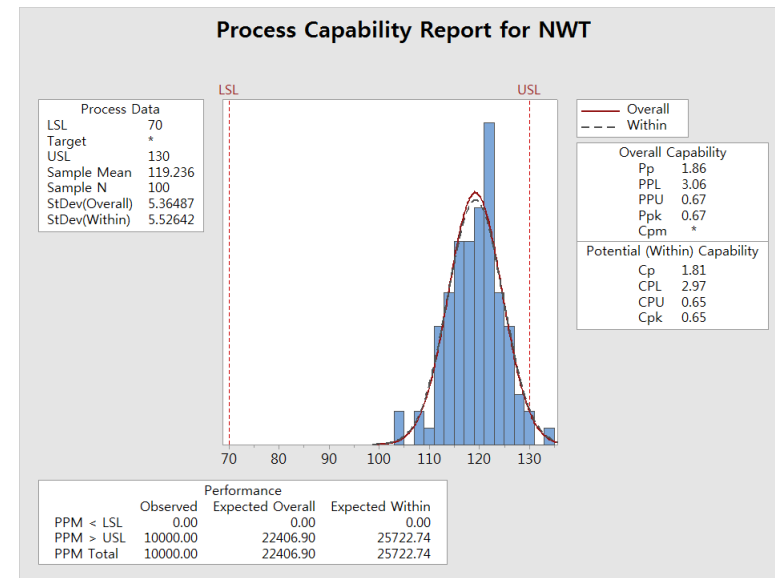 Process Capability Report for NWT
LSL USL
Process Data
LSL 70
Target *
USL 130
Sample Mean 119.236
Sample N 100
StDev(Overall) 5.36487
StDev(Within) 5.52642
Overall
Within
Overall Capability
Pp 1.86
PPL 3.06
PPU 0.67
Ppk 0.67
Cpm *
Potential (Within) Capability
Cp 1.81
CPL 2.97
CPU 0.65
Cpk 0.65
70 80 90 100 110 120 130
Performance
Observed Expected Overall Expected Within
PPM < LSL 0.00 0.00 0.00
PPM > USL 10000.00 22406.90 25722.74
PPM Total 10000.00 22406.90 25722.74